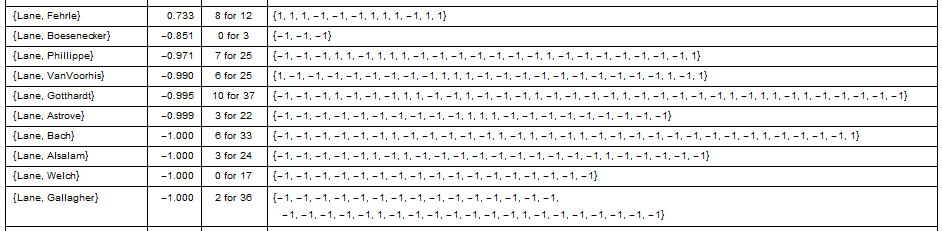 {Lane, Fehrle} 0.733 8 for 12 {1, 1, 1, −1, −1, −1, 1, 1, 1, −1, 1, 1}
{Lane, Boesenecker} −0.851 0 for 3 {−1, −1, −1}
{Lane, Phillippe} −0.971 7 for 25 {−1, −1, −1, 1, 1, −1, 1, 1, 1, −1, −1, −1, −1, −1, −1, −1, 1, −1, −1, −1, −1, −1, −1, −1, 1}
{Lane, VanVoorhis} −0.990 6 for 25 {1, −1, −1, −1, −1, −1, −1, −1, 1, 1, 1, −1, −1, −1, −1, −1, −1, −1, −1, −1, −1, −1, 1, −1, 1}
{Lane, Gotthardt} −0.995 10 for 37 {−1, −1, −1, 1, −1, −1, −1, 1, 1, −1, −1, 1, −1, −1, −1, 1, −1, −1, −1, −1, 1, −1, −1, −1, −1, −1, 1, −1, 1, 1, −1, 1, −1, −1, −1, −1, −1}
{Lane, Astrove} −0.999 3 for 22 {−1, −1, −1, −1, −1, −1, −1, −1, −1, −1, 1, 1, 1, −1, −1, −1, −1, −1, −1, −1, −1, −1}
{Lane, Bach} −1.000 6 for 33 {−1, −1, −1, −1, −1, −1, 1, 1, −1, −1, −1, −1, −1, 1, −1, −1, 1, −1, −1, −1, −1, −1, −1, −1, −1, −1, −1, 1, −1, −1, −1, −1, 1}
{Lane, Alsalam} −1.000 3 for 24 {−1, −1, −1, −1, −1, 1, −1, 1, −1, −1, −1, −1, −1, −1, −1, −1, −1, −1, 1, −1, −1, −1, −1, −1}
{Lane, Welch} −1.000 0 for 17 {−1, −1, −1, −1, −1, −1, −1, −1, −1, −1, −1, −1, −1, −1, −1, −1, −1}
{Lane, Gallagher} −1.000 2 for 36 {−1, −1, −1, −1, −1, −1, −1, −1, −1, −1, −1, −1, −1, −1, −1,
−1, −1, −1, −1, −1, 1, −1, −1, −1, −1, −1, −1, −1, 1, −1, −1, −1, −1, −1, −1, −1}